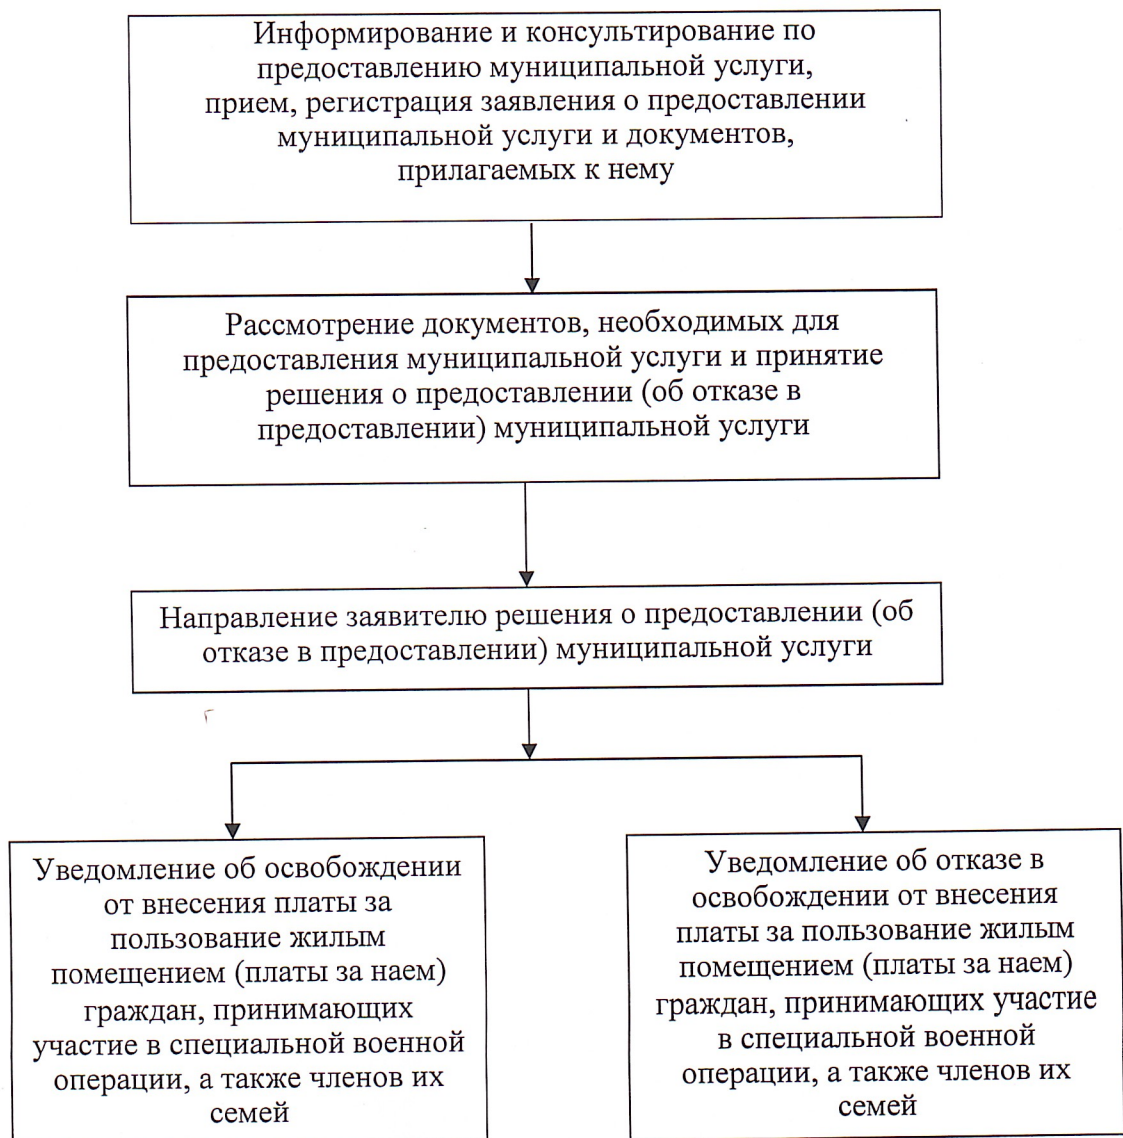 Информирование и консультирование по
предоставлению муниципальной услуги,
прием, регистрация заявления о предоставлении
муниципальной услуги и документов,
прилагаемых к нему
Рассмотрение документов, необходимых для
предоставления муниципальной услуги и принятие
решения о предоставлении (об отказе в
предоставлении) муниципальной услуги
Направление заявителю решения о предоставлении (об
отказе в предоставлении) муниципальной услуги
Уведомление об освобождении
от внесения платы за
пользование жилым
помещением (платы за наем)
граждан, принимающих
участие в специальной военной
операции, а также членов их
семей
Уведомление об отказе в
освобождении от внесения
платы за пользование жилым
помещением (платы за наем)
граждан, принимающих участие
в специальной военной
операции, а также членов их
семей